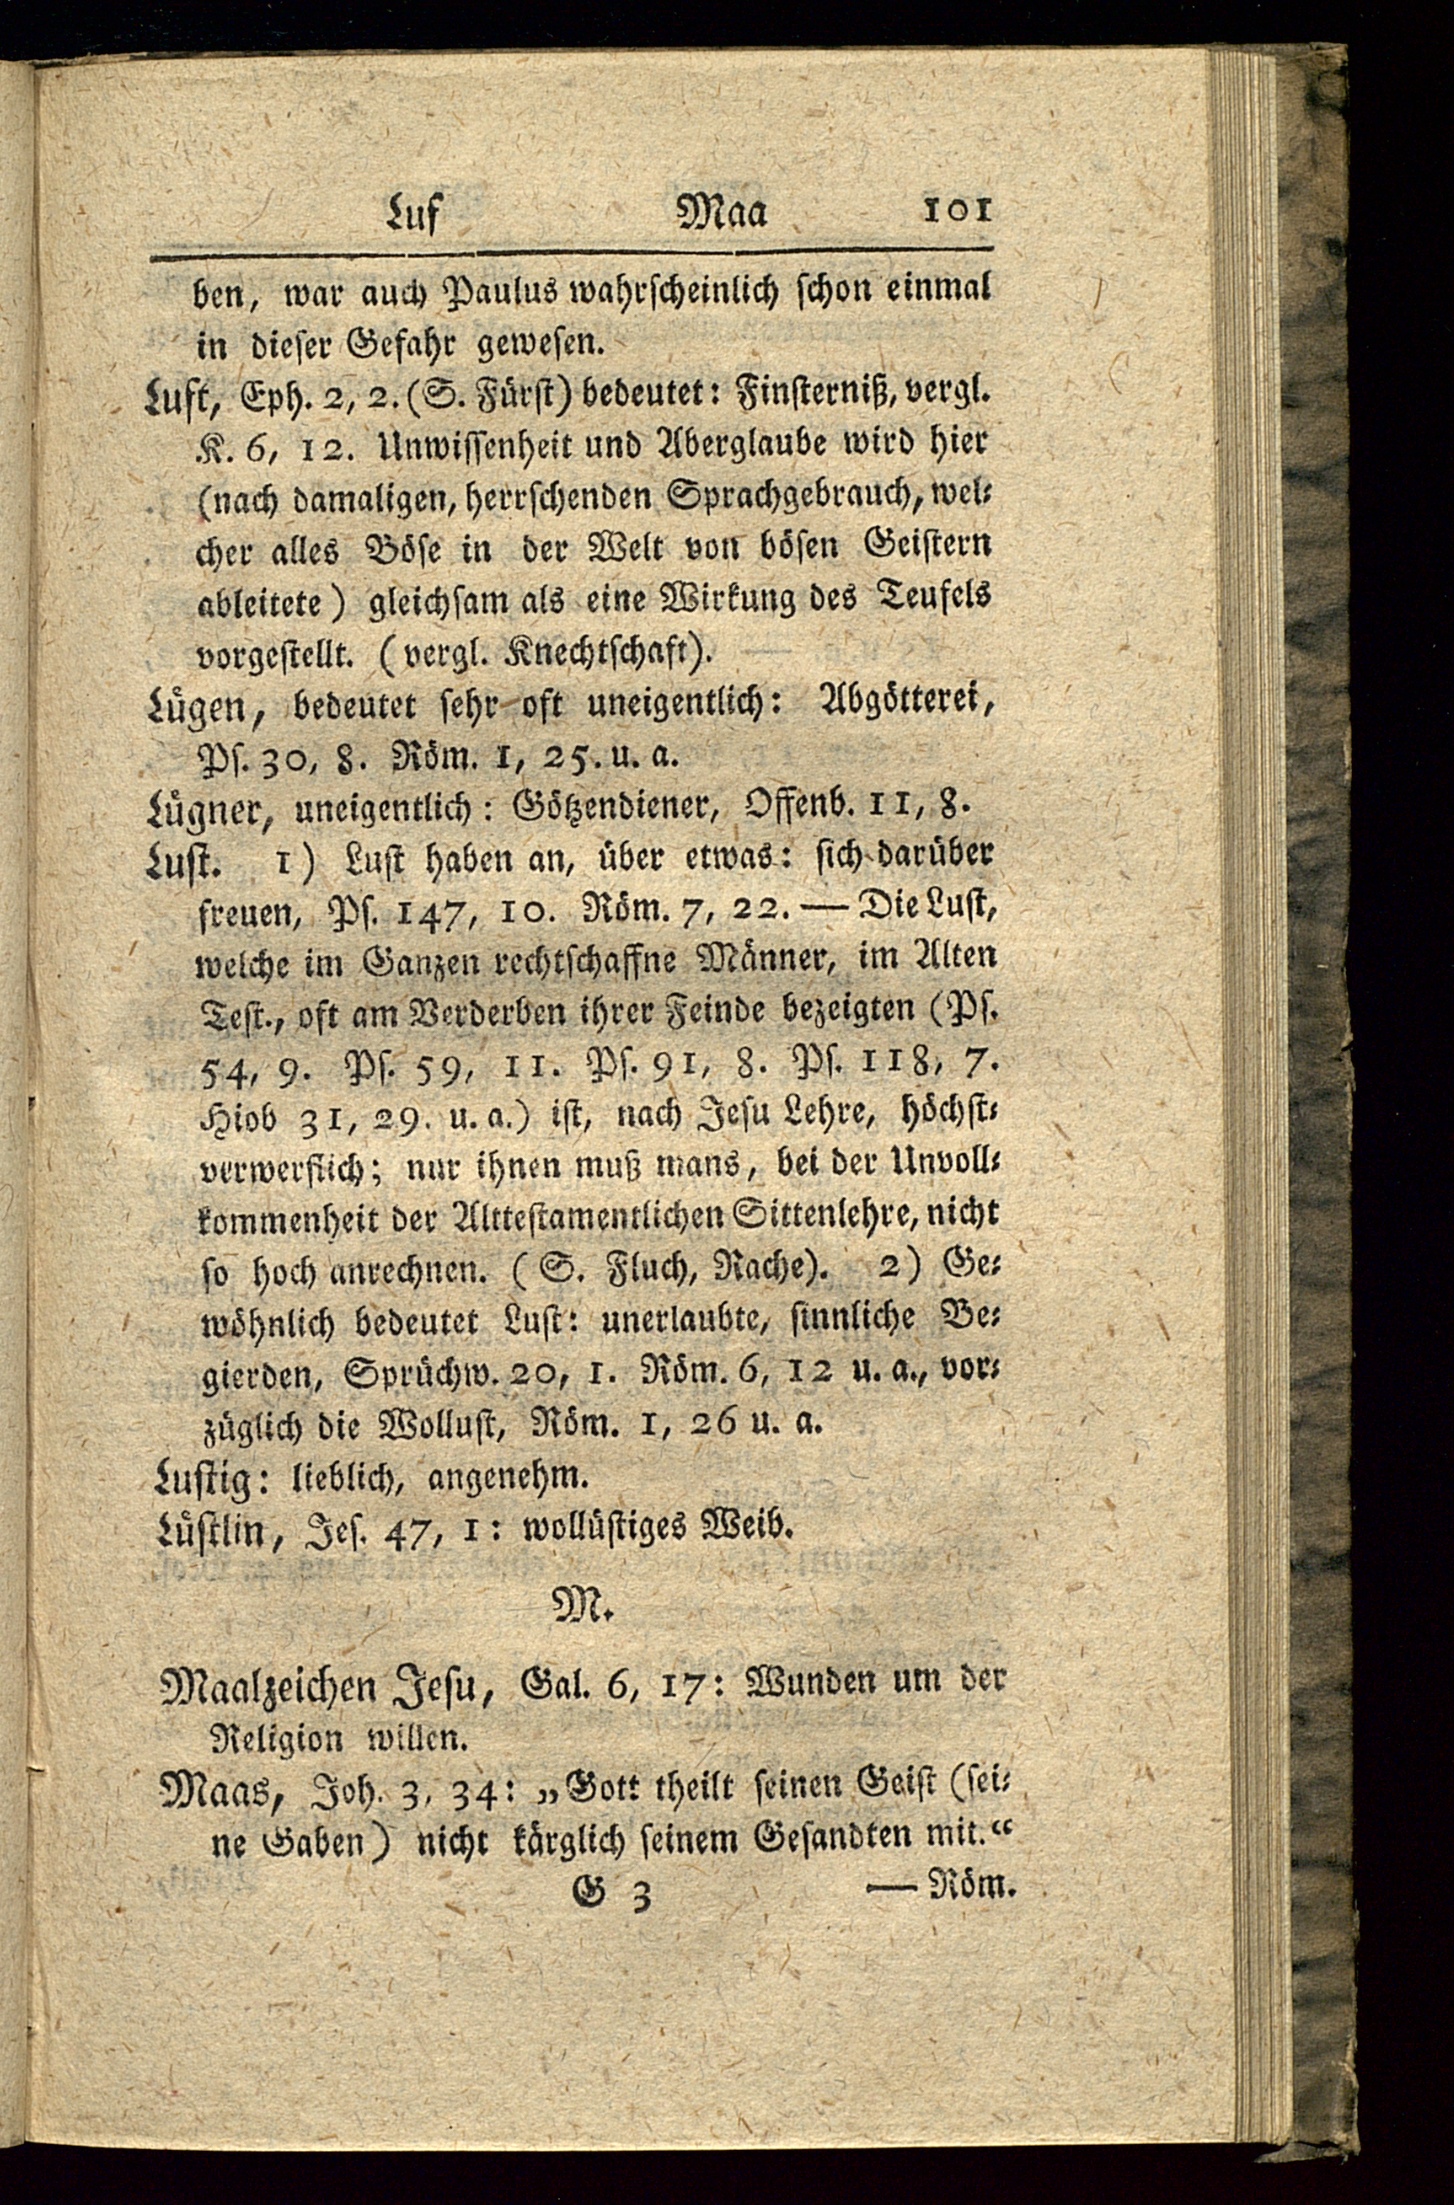 Luf Maa 101
ben, war auch Paulus wahrscheinlich schon einmal
in dieser Gefahr gewesen.
Luft, Eph. 2, 2. (S. Fürst) bedeutet: Finsterniß, vergl.
K. 6, 12. Unwissenheit und Aberglaube wird hier
(nach damaligen, herrschenden Sprachgebrauch, wel⸗
cher alles Böse in der Welt von bösen Geistern
ableitete) gleichsam als eine Wirkung des Teufels
vorgestellt. (vergl. Knechtschaft).
Lügen, bedeutet sehr oft uneigentlich: Abgötterei,
Ps. 30, 8. Röm. 1, 25. u. a.
Lügner, uneigentlich: Götzendiener, Offenb. 11, 8.
Lust. 1) Lust haben an, über etwas: sich darüber
freuen, Ps. 147, 10. Röm. 7, 22. — Die Lust,
welche im Ganzen rechtschaffne Männer, im Alten
Test., oft am Verderben ihrer Feinde bezeigten (Ps.
54, 9. Ps. 59, 11. Ps. 91, 8. Ps. 118, 7.
Hiob 31, 29. u. a.) ist, nach Jesu Lehre, höchst⸗
verwerflich; nur ihnen muß mans, bei der Unvoll⸗
kommenheit der Alttestamentlichen Sittenlehre, nicht
so hoch anrechnen. (S. Fluch, Rache). 2) Ge⸗
wöhnlich bedeutet Lust: unerlaubte, sinnliche Be⸗
gierden, Sprüchw. 20, 1. Röm. 6, 12 u. a., vor⸗
züglich die Wollust, Röm. 1, 26 u. a.
Lustig: lieblich, angenehm.
Lüstlin, Jes. 47, 1: wollüstiges Weib.
M.
Maalzeichen Jesu, Gal. 6, 17: Wunden um der
Religion willen.
Maas, Joh. 3, 34: „Gott theilt seinen Geist (sei⸗
ne Gaben) nicht kärglich seinem Gesandten mit.“
G 3 — Röm.